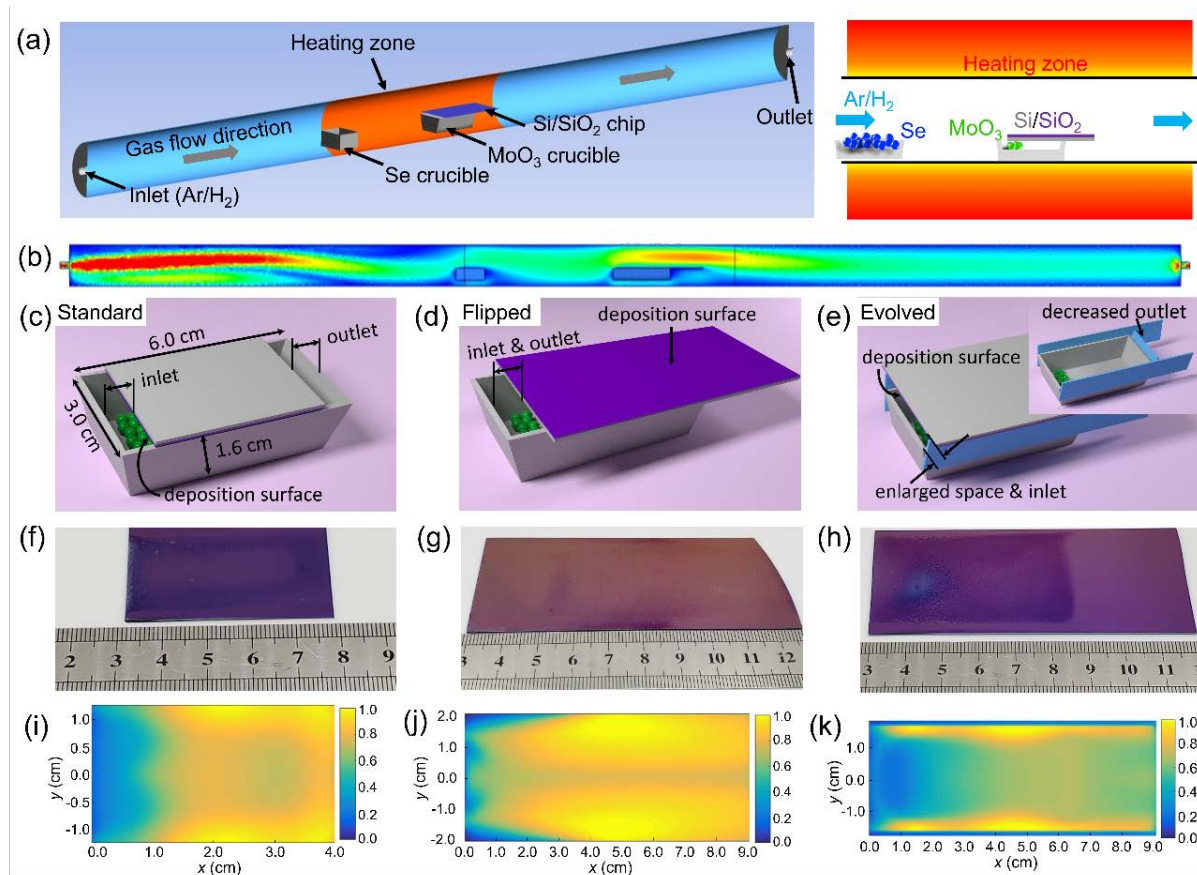 (a)
Heating zone
Gas flow direction
Inlet (Ar/H2)
Se crucible
MoO3 crucible
Si/SiO2 chip
Outlet
Heating zone
Ar/H2
Se
MoO3
Si/SiO2
(b)
(c) Standard
6.0 cm
outlet
inlet
3.0 cm
1.6 cm
deposition surface
(d) Flipped
deposition surface
inlet & outlet
(e) Evolved
decreased outlet
deposition surface
enlarged space & inlet
(f)
2 3 4 5 6 7 8 9
(g)
3 4 5 6 7 8 9 10 11 12
(h)
3 4 5 6 7 8 9 10 11
(i)
1.0
0.5
0
-0.5
-1.0
y (cm)
0.0 1.0 2.0 3.0 4.0
x (cm)
1.0
0.8
0.6
0.4
0.2
0.0
(j)
2.0
1.0
0.0
-1.0
-2.0
y (cm)
0.0 1.0 2.0 3.0 4.0 5.0 6.0 7.0 8.0 9.0
x (cm)
1.0
0.8
0.6
0.4
0.2
0.0
(k)
1.0
0.0
-1.0
y (cm)
0.0 1.0 2.0 3.0 4.0 5.0 6.0 7.0 8.0 9.0
x (cm)
1.0
0.8
0.6
0.4
0.2
0.0